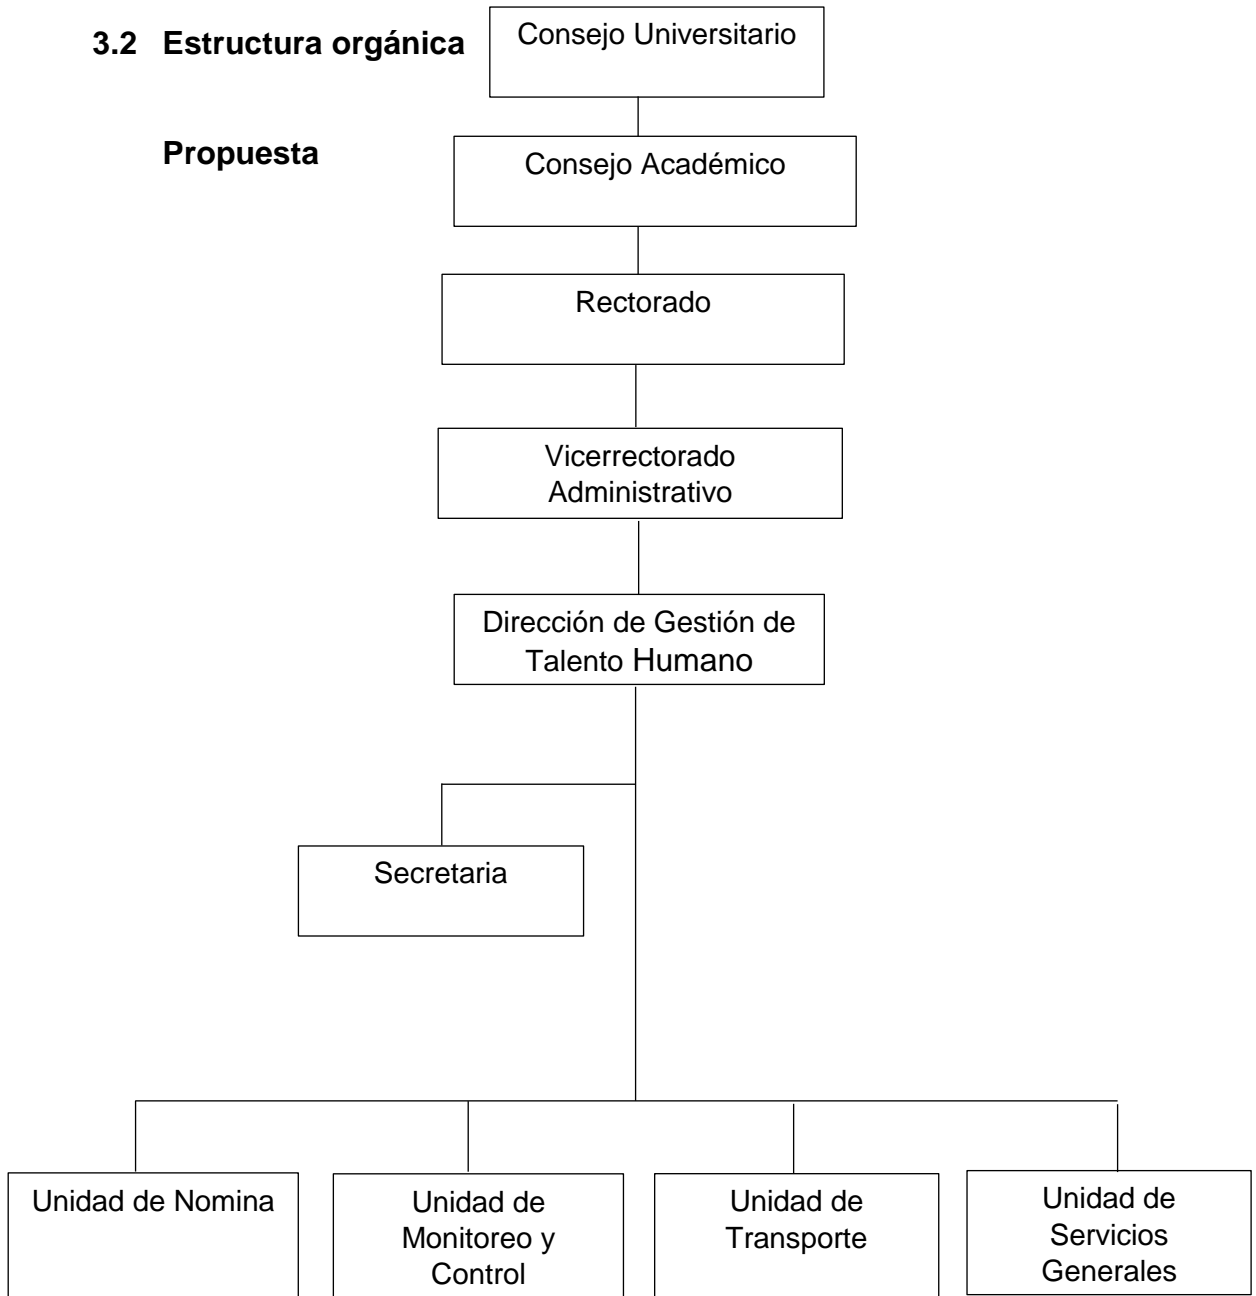 3.2 Estructura orgánica
Consejo Universitario
Propuesta
Consejo Académico
Rectorado
Vicerrectorado
Administrativo
Dirección de Gestión de
Talento Humano
Secretaria
Unidad de Nomina
Unidad de
Monitoreo y
Control
Unidad de
Transporte
Unidad de
Servicios
Generales